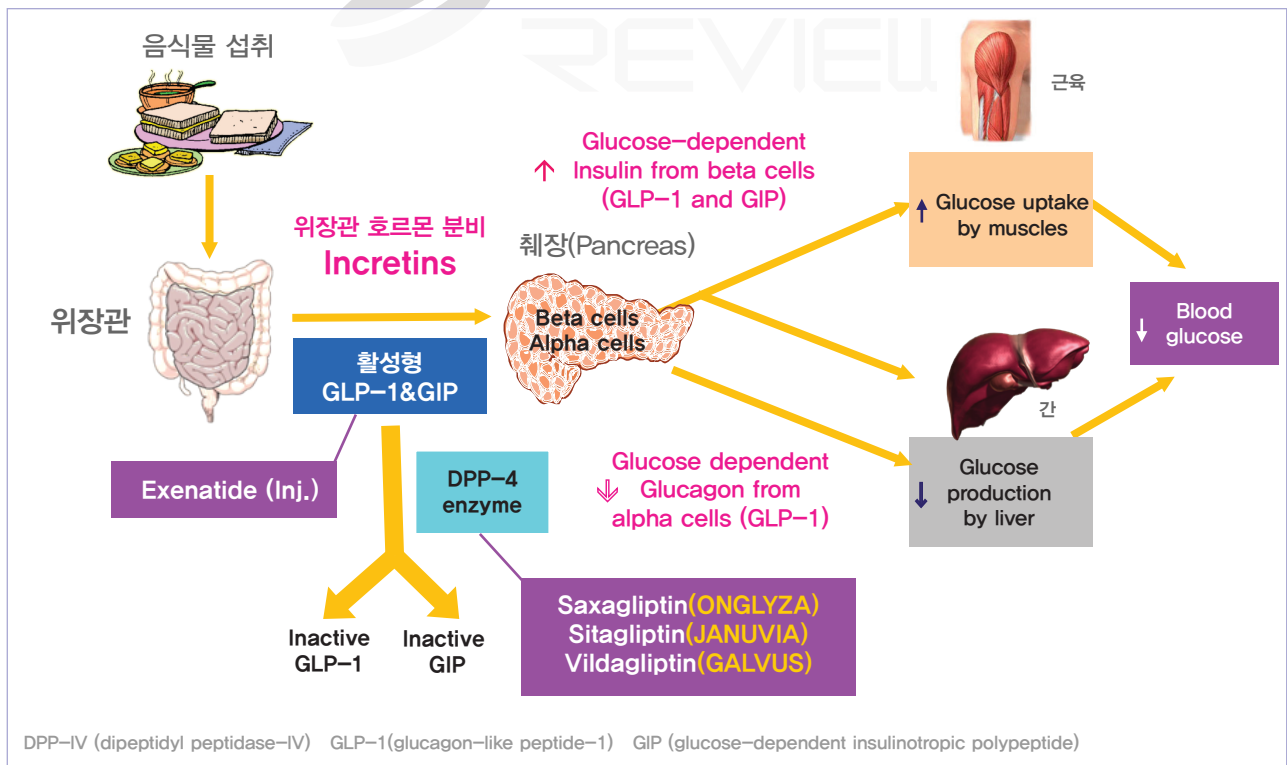 REVIEW
음식물 섭취
근육
Glucose-dependent
↑ Insulin from beta cells
(GLP-1 and GIP)
↑ Glucose uptake
by muscles
위장관 호르몬 분비
Incretins
췌장(Pancreas)
위장관
Beta cells
Alpha cells
↓ Blood
glucose
활성형
GLP-1&GIP
간
Exenatide (Inj.)
DPP-4
enzyme
Glucose dependent
↓ Glucagon from
alpha cells (GLP-1)
Glucose
↓ production
by liver
Inactive
GLP-1
Inactive
GIP
Saxagliptin(ONGLYZA)
Sitagliptin(JANUVIA)
Vildagliptin(GALVUS)
DPP-IV (dipeptidyl peptidase-IV) GLP-1(glucagon-like peptide-1) GIP (glucose-dependent insulinotropic polypeptide)